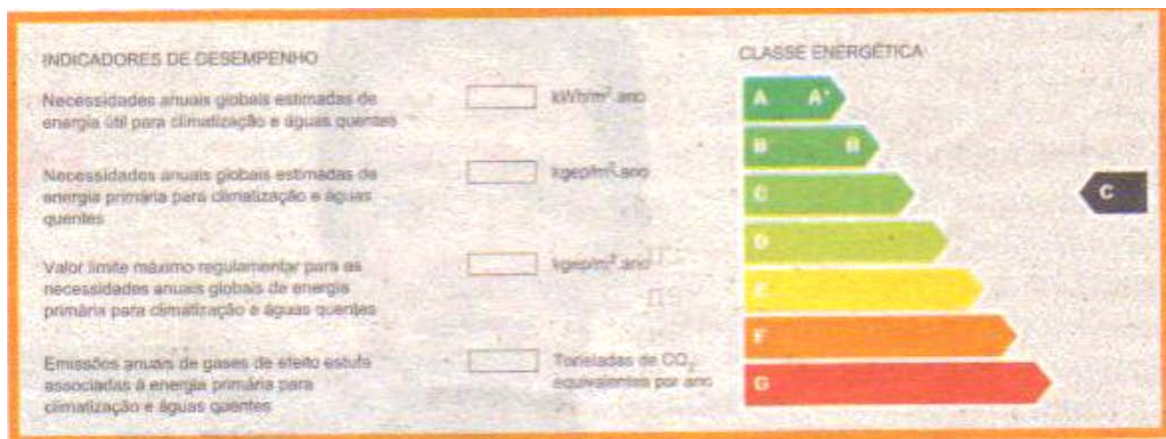 INDICADORES DE DESEMPENHO
Necessidades anuais globais estimadas de
energia útil para climatização e águas quentes
kWh/m² ano
Necessidades anuais globais estimadas de
energia primária para climatização e águas
quentes
kgep/m².ano
Valor limite máximo regulamentar para as
necessidades anuais globais de energia
primária para climatização e águas quentes
kgep/m².ano
Emissões anuais de gases de efeito estufa
associadas à energia primária para
climatização e águas quentes
Toneladas de CO₂
equivalentes por ano
CLASSE ENERGÉTICA
A A+
B B-
C
D
E
F
G
C